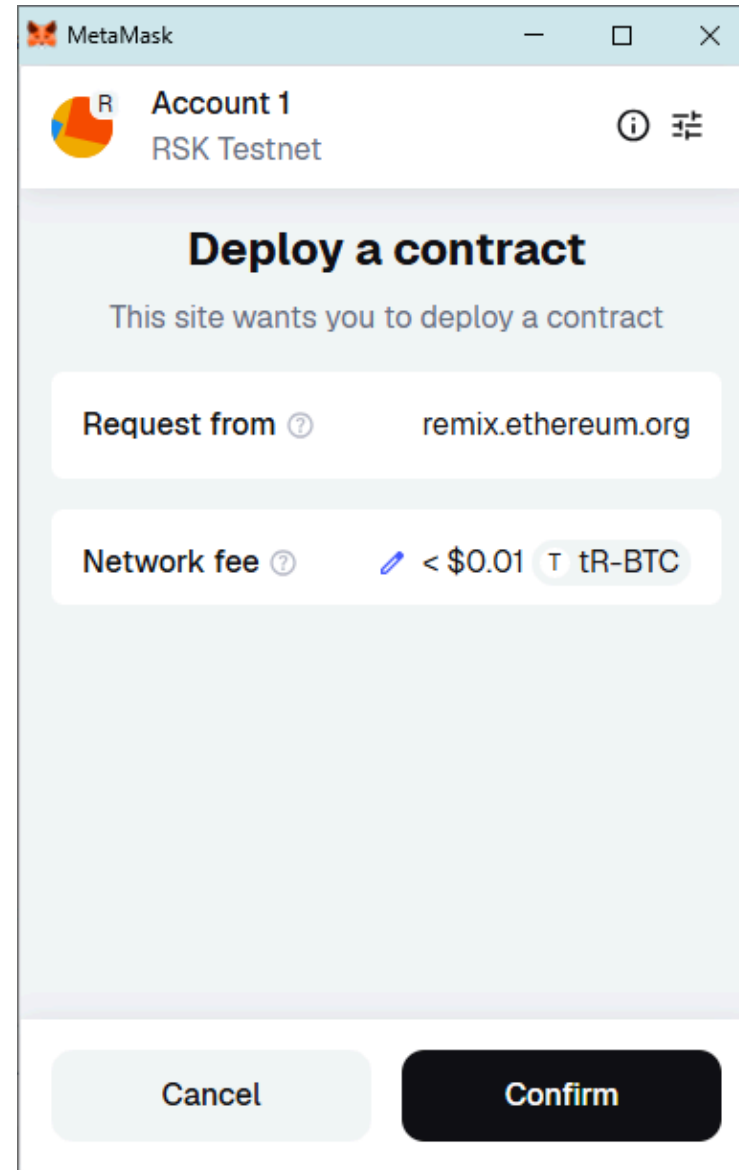 MetaMask
R
Account 1
RSK Testnet
Deploy a contract
This site wants you to deploy a contract
Request from ? remix.ethereum.org
Network fee ? < $0.01 T tR-BTC
Cancel Confirm